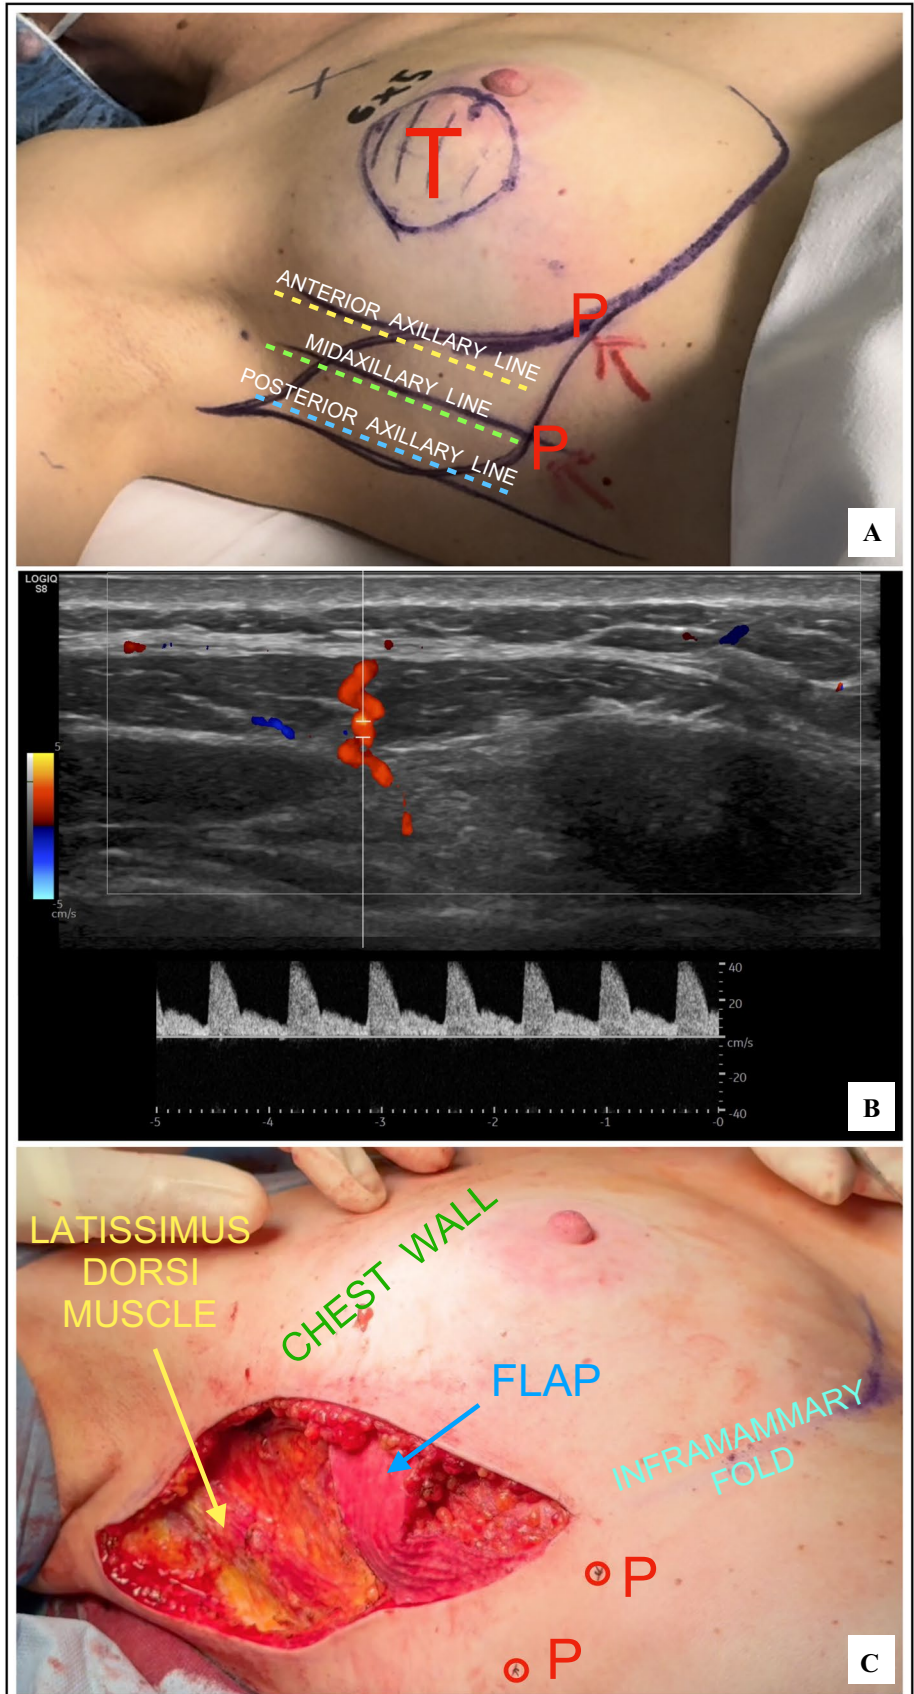 6x5
T
ANTERIOR AXILLARY LINE
MIDAXILLARY LINE
POSTERIOR AXILLARY LINE
P
P
A
LOGIQ
S8
5
-5
cm/s
40
20
cm/s
-20
-40
-5
-4
-3
-2
-1
-0
B
LATISSIMUS
DORSI
MUSCLE
CHEST WALL
FLAP
INFRAMAMMARY
FOLD
P
P
C